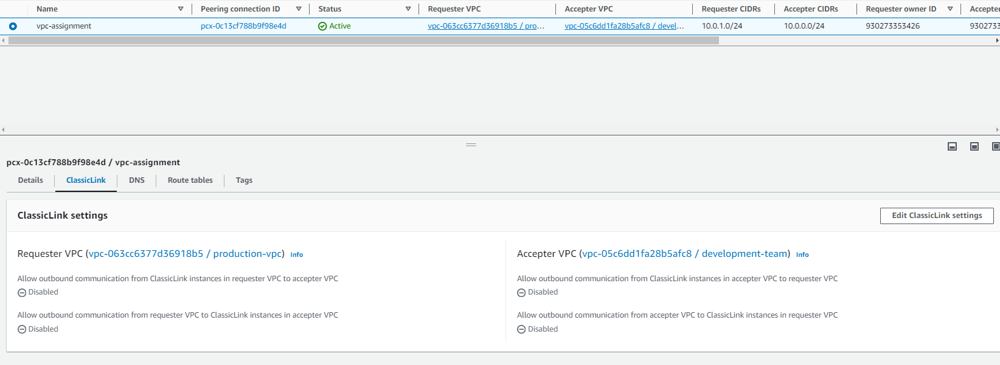 Name Peering connection ID Status Requester VPC Accepter VPC Requester CIDRs Accepter CIDRs Requester owner ID Accepter
vpc-assignment pcx-0c13cf788b9f98e4d Active vpc-063cc6377d36918b5 / pro... vpc-05c6dd1fa28b5afc8 / devel... 10.0.1.0/24 10.0.0.0/24 930273353426 930273
pcx-0c13cf788b9f98e4d / vpc-assignment
Details ClassicLink DNS Route tables Tags
ClassicLink settings Edit ClassicLink settings
Requester VPC (vpc-063cc6377d36918b5 / production-vpc) Info
Allow outbound communication from ClassicLink instances in requester VPC to accepter VPC
Disabled
Allow outbound communication from requester VPC to ClassicLink instances in accepter VPC
Disabled
Accepter VPC (vpc-05c6dd1fa28b5afc8 / development-team) Info
Allow outbound communication from ClassicLink instances in accepter VPC to requester VPC
Disabled
Allow outbound communication from accepter VPC to ClassicLink instances in requester VPC
Disabled